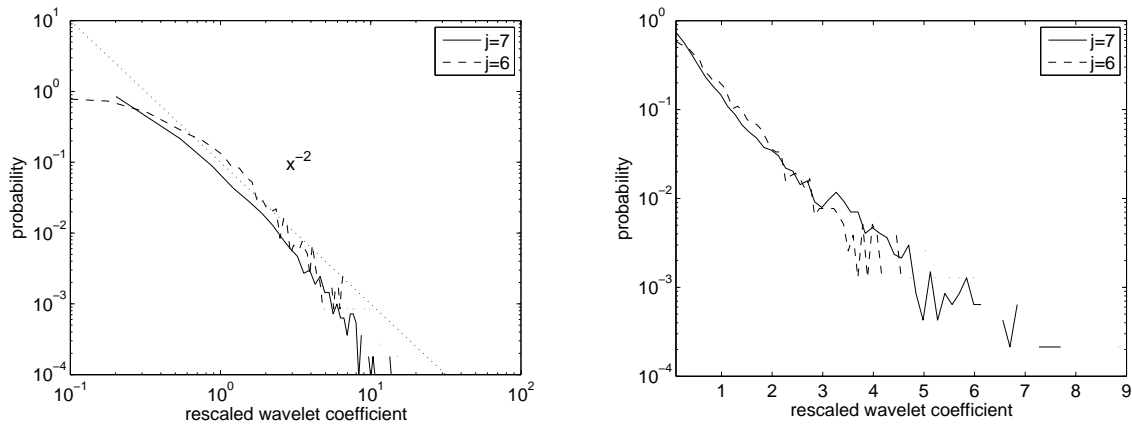 10^1
10^0
10^-1
10^-2
10^-3
10^-4
probability
10^-1 10^0 10^1 10^2
rescaled wavelet coefficient
j=7
j=6
x^-2
10^0
10^-1
10^-2
10^-3
10^-4
probability
1 2 3 4 5 6 7 8 9
rescaled wavelet coefficient
j=7
j=6